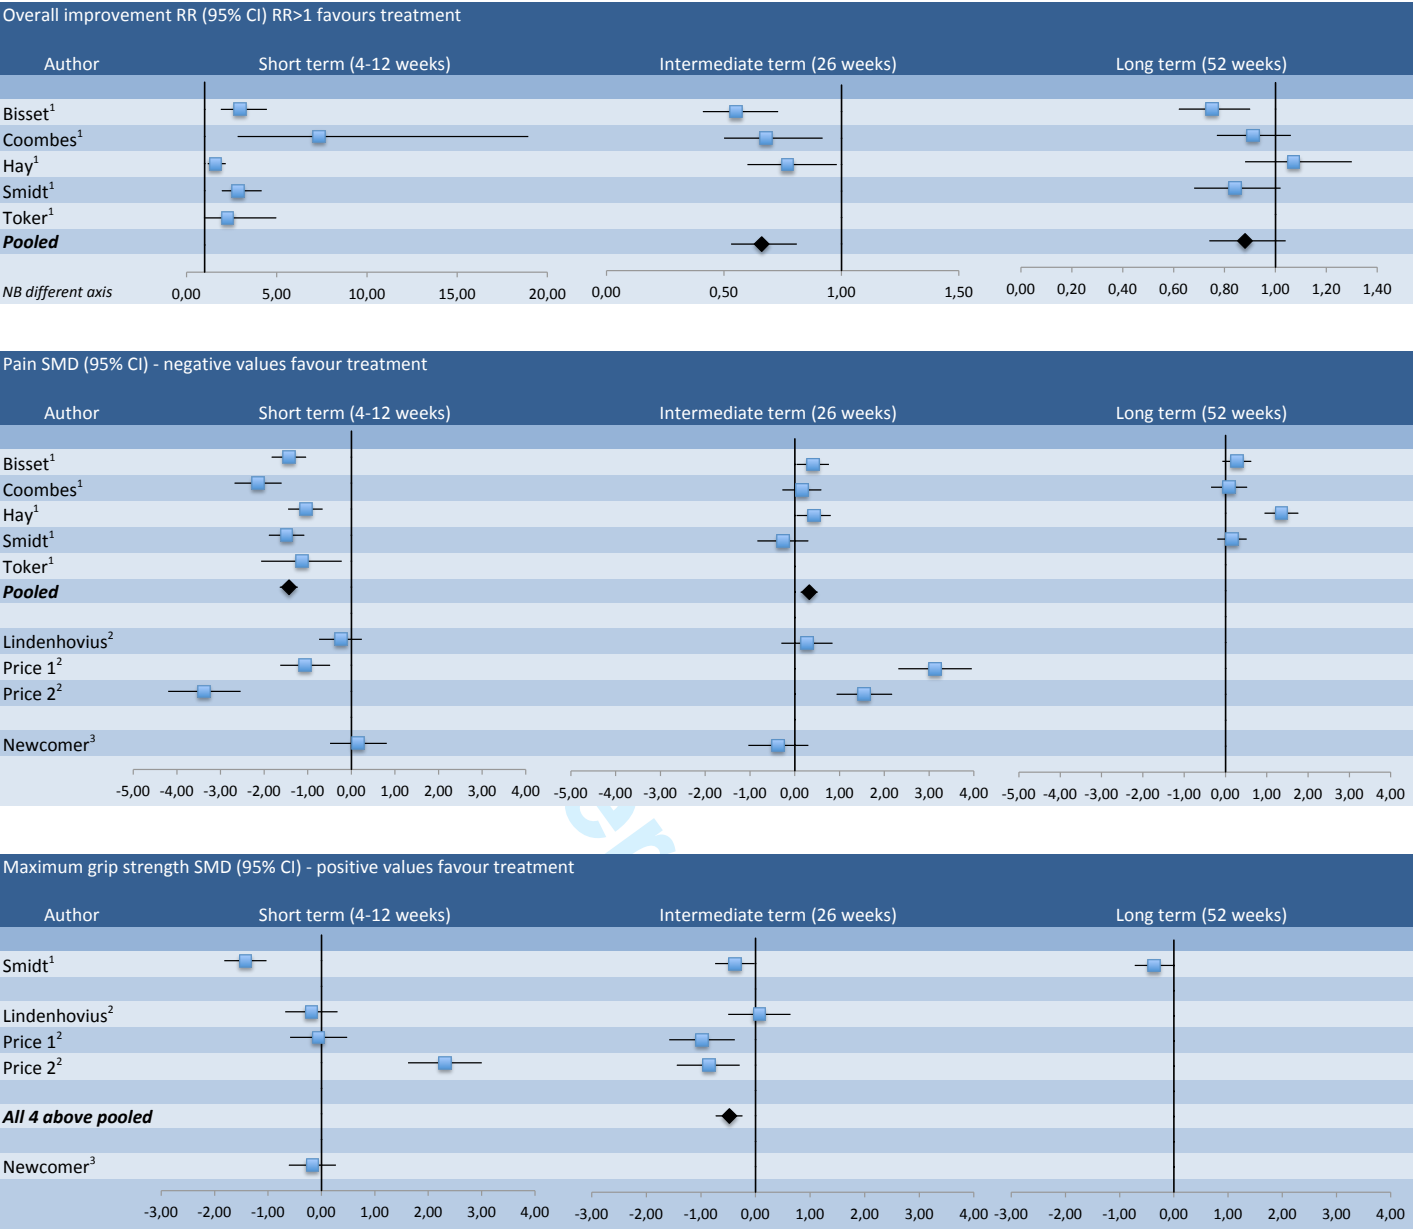 Overall improvement RR (95% CI) RR>1 favours treatment
Author Short term (4-12 weeks) Intermediate term (26 weeks) Long term (52 weeks)
Bisset1
Coombes1
Hay1
Smidt1
Toker1
Pooled
NB different axis 0,00 5,00 10,00 15,00 20,00 0,00 0,50 1,00 1,50 0,00 0,20 0,40 0,60 0,80 1,00 1,20 1,40
Pain SMD (95% CI) - negative values favour treatment
Author Short term (4-12 weeks) Intermediate term (26 weeks) Long term (52 weeks)
Bisset1
Coombes1
Hay1
Smidt1
Toker1
Pooled
Lindenhovius2
Price 12
Price 22
Newcomer3
-5,00 -4,00 -3,00 -2,00 -1,00 0,00 1,00 2,00 3,00 4,00 -5,00 -4,00 -3,00 -2,00 -1,00 0,00 1,00 2,00 3,00 4,00 -5,00 -4,00 -3,00 -2,00 -1,00 0,00 1,00 2,00 3,00 4,00
Maximum grip strength SMD (95% CI) - positive values favour treatment
Author Short term (4-12 weeks) Intermediate term (26 weeks) Long term (52 weeks)
Smidt1
Lindenhovius2
Price 12
Price 22
All 4 above pooled
Newcomer3
-3,00 -2,00 -1,00 0,00 1,00 2,00 3,00 4,00 -3,00 -2,00 -1,00 0,00 1,00 2,00 3,00 4,00 -3,00 -2,00 -1,00 0,00 1,00 2,00 3,00 4,00